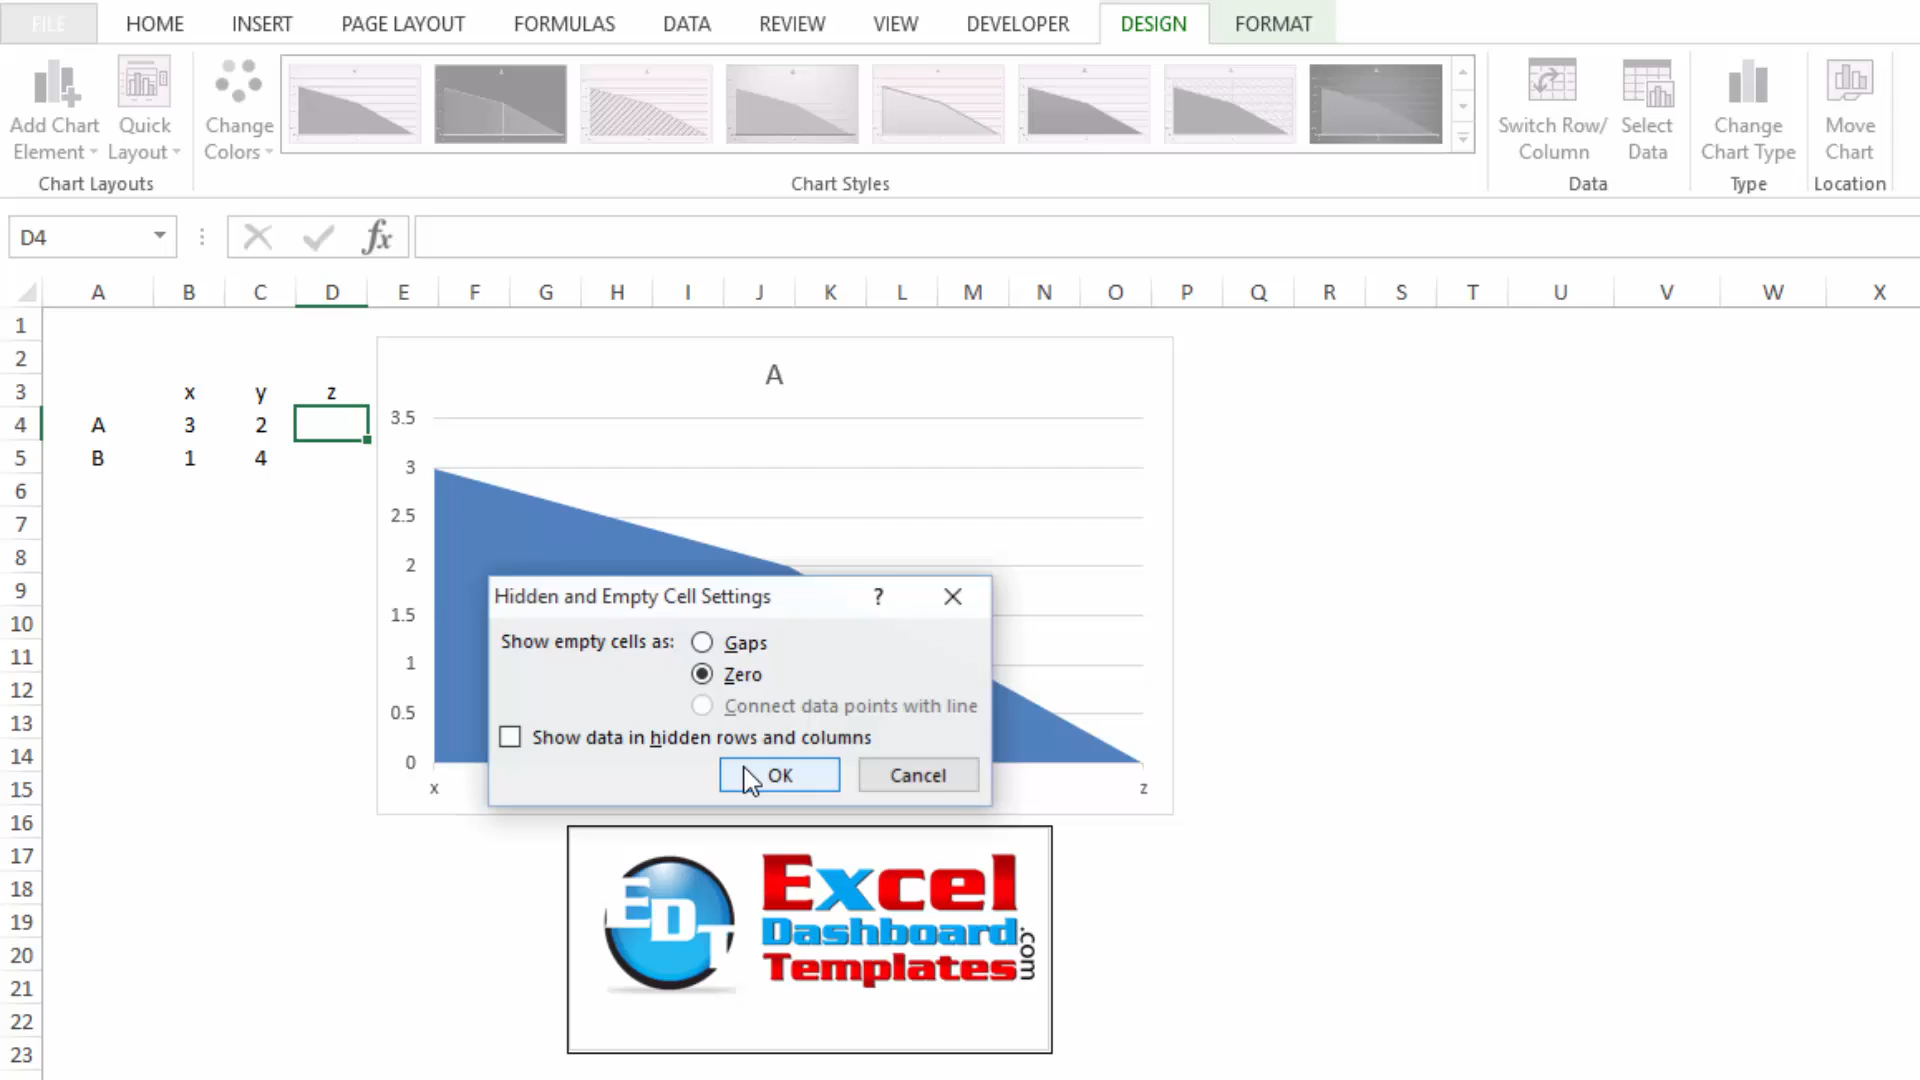 FILE HOME INSERT PAGE LAYOUT FORMULAS DATA REVIEW VIEW DEVELOPER DESIGN FORMAT
Add Chart Element
Quick Layout
Change Colors
Switch Row/ Column
Select Data
Change Chart Type
Move Chart
Chart Layouts Chart Styles Data Type Location
D4 fx
A B C D E F G H I J K L M N O P Q R S T U V W X
1
2
3 x y z
4 A 3 2
5 B 1 4
6
7
8
9
10
11
12
13
14
15
16
17
18
19
20
21
22
23
A
3.5
3
2.5
2
1.5
1
0.5
0
x z
Hidden and Empty Cell Settings ?
Show empty cells as: Gaps
Zero
Connect data points with line
Show data in hidden rows and columns
OK Cancel
EDT
Excel
Dashboard
Templates
.com